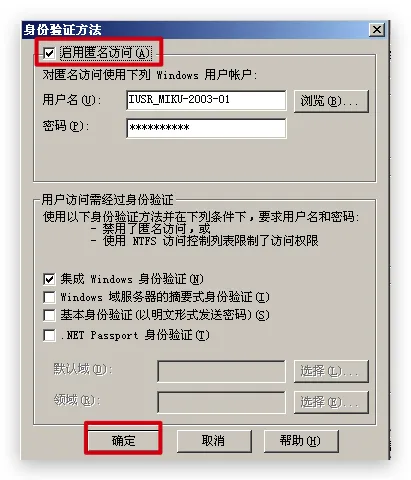 身份验证方法
启用匿名访问(A)
对匿名访问使用下列 Windows 用户帐户:
用户名(U): IUSR_MIKU-2003-01 浏览(B)...
密码(P): **********
用户访问需经过身份验证
使用以下身份验证方法并在下列条件下，要求用户名和密码:
- 禁用了匿名访问，或
- 使用 NTFS 访问控制列表限制了访问权限
集成 Windows 身份验证(N)
Windows 域服务器的摘要式身份验证(I)
基本身份验证(以明文形式发送密码)(S)
.NET Passport 身份验证(T)
默认域(D): 选择(L)...
领域(R): 选择(E)...
确定 取消 帮助(H)